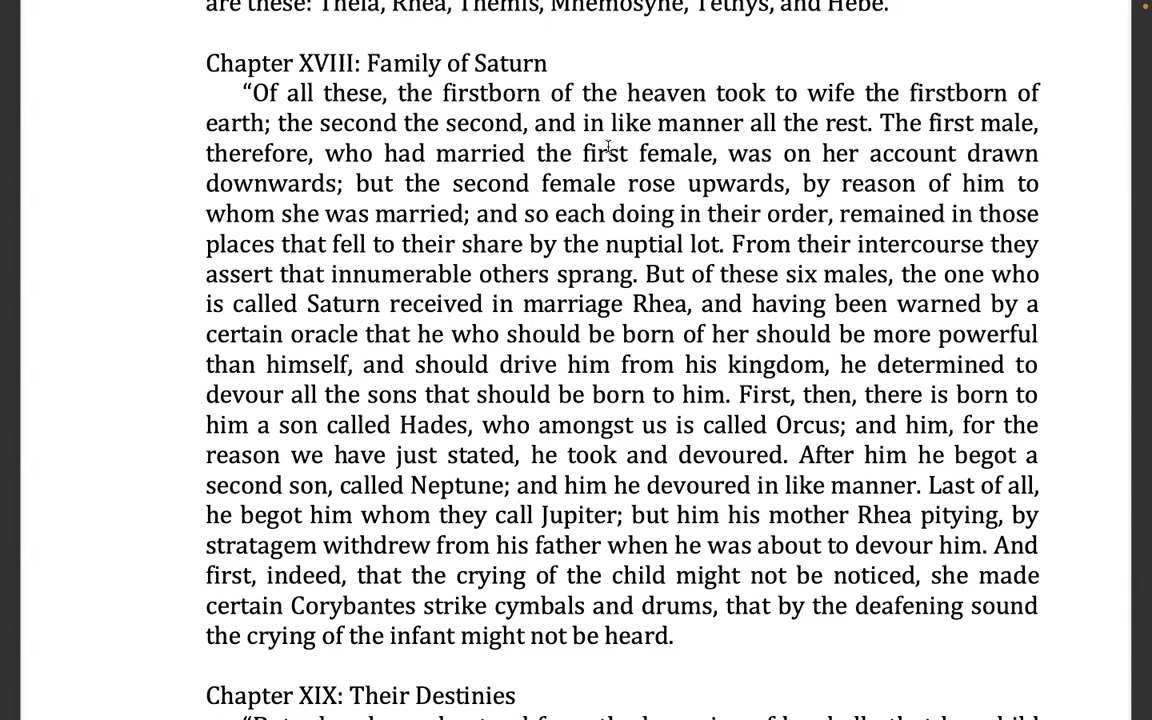 are these: Theia, Rhea, Themis, Mnemosyne, Tethys, and Hebe.
Chapter XVIII: Family of Saturn
“Of all these, the firstborn of the heaven took to wife the firstborn of
earth; the second the second, and in like manner all the rest. The first male,
therefore, who had married the first female, was on her account drawn
downwards; but the second female rose upwards, by reason of him to
whom she was married; and so each doing in their order, remained in those
places that fell to their share by the nuptial lot. From their intercourse they
assert that innumerable others sprang. But of these six males, the one who
is called Saturn received in marriage Rhea, and having been warned by a
certain oracle that he who should be born of her should be more powerful
than himself, and should drive him from his kingdom, he determined to
devour all the sons that should be born to him. First, then, there is born to
him a son called Hades, who amongst us is called Orcus; and him, for the
reason we have just stated, he took and devoured. After him he begot a
second son, called Neptune; and him he devoured in like manner. Last of all,
he begot him whom they call Jupiter; but him his mother Rhea pitying, by
stratagem withdrew from his father when he was about to devour him. And
first, indeed, that the crying of the child might not be noticed, she made
certain Corybantes strike cymbals and drums, that by the deafening sound
the crying of the infant might not be heard.
Chapter XIX: Their Destinies